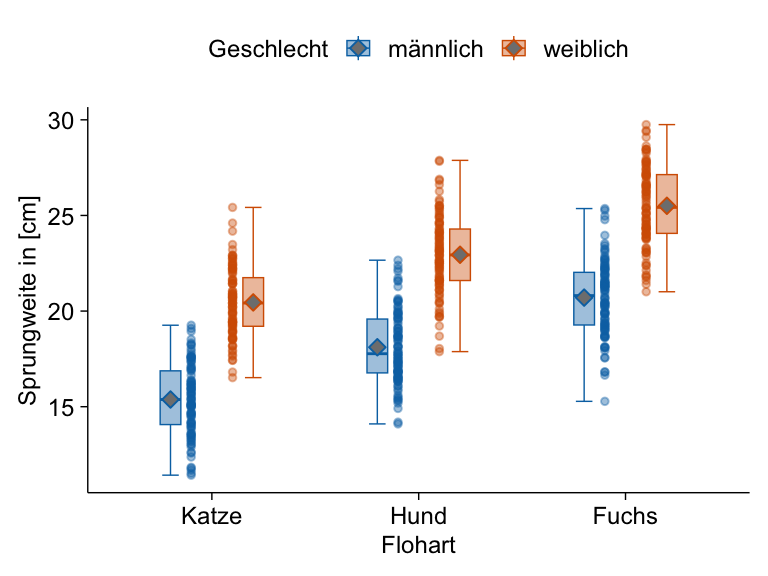 Geschlecht männlich weiblich
30
25
20
15
Sprungweite in [cm]
Katze Hund Fuchs
Flohart